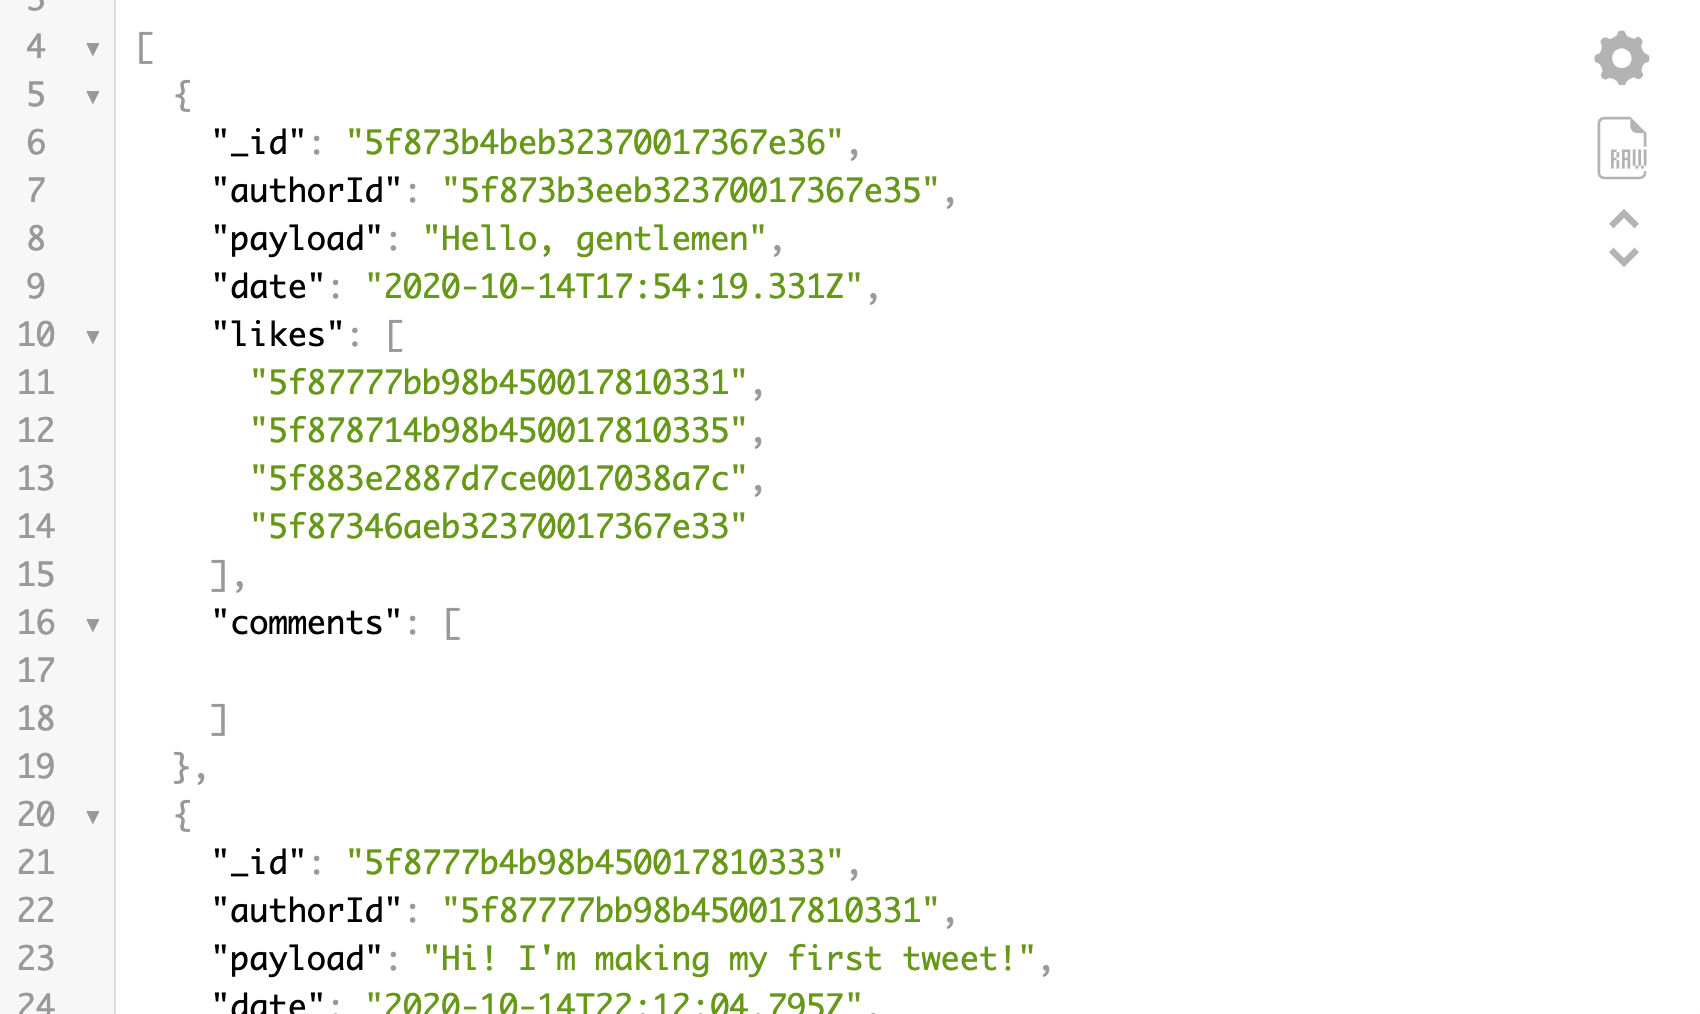 3
4 [
5 {
6 "_id": "5f873b4beb32370017367e36",
7 "authorId": "5f873b3eeb32370017367e35",
8 "payload": "Hello, gentlemen",
9 "date": "2020-10-14T17:54:19.331Z",
10 "likes": [
11 "5f87777bb98b450017810331",
12 "5f878714b98b450017810335",
13 "5f883e2887d7ce0017038a7c",
14 "5f87346aeb32370017367e33"
15 ],
16 "comments": [
17
18 ]
19 },
20 {
21 "_id": "5f8777b4b98b450017810333",
22 "authorId": "5f87777bb98b450017810331",
23 "payload": "Hi! I'm making my first tweet!",
24 "date": "2020-10-14T22:12:04.795Z",
RAW